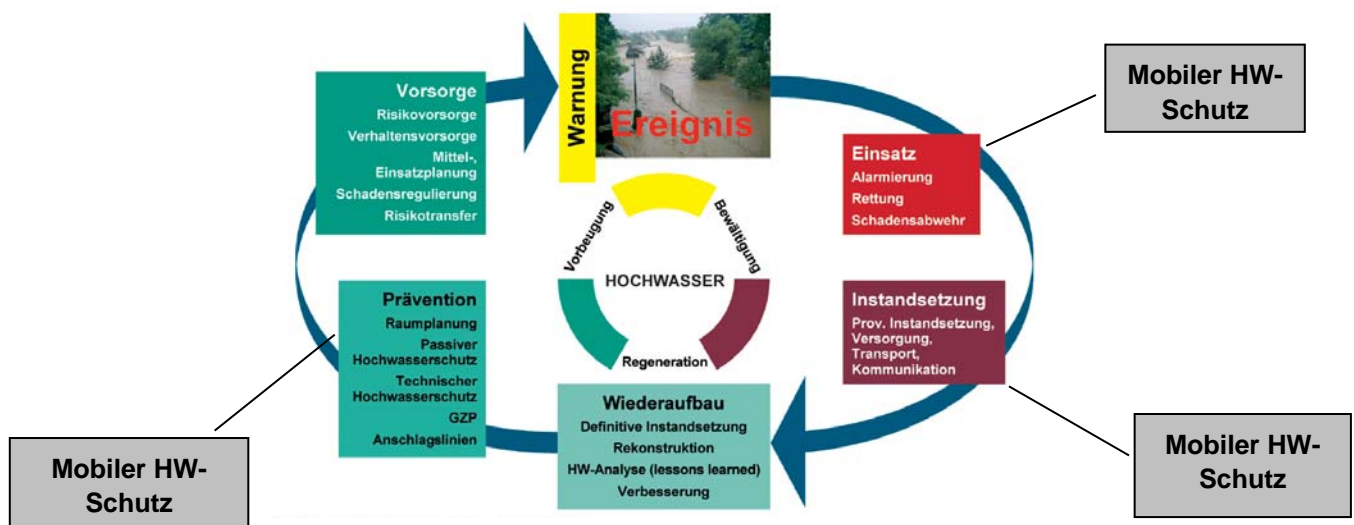 Warnung
Ereignis
Mobiler HW-
Schutz
Vorsorge
Risikovorsorge
Verhaltensvorsorge
Mittel-,
Einsatzplanung
Schadensregulierung
Risikotransfer
Einsatz
Alarmierung
Rettung
Schadensabwehr
Vorbeugung
Bewältigung
HOCHWASSER
Regeneration
Prävention
Raumplanung
Passiver
Hochwasserschutz
Technischer
Hochwasserschutz
GZP
Anschlagslinien
Instandsetzung
Prov. Instandsetzung,
Versorgung,
Transport,
Kommunikation
Wiederaufbau
Definitive Instandsetzung
Rekonstruktion
HW-Analyse (lessons learned)
Verbesserung
Mobiler HW-
Schutz
Mobiler HW-
Schutz